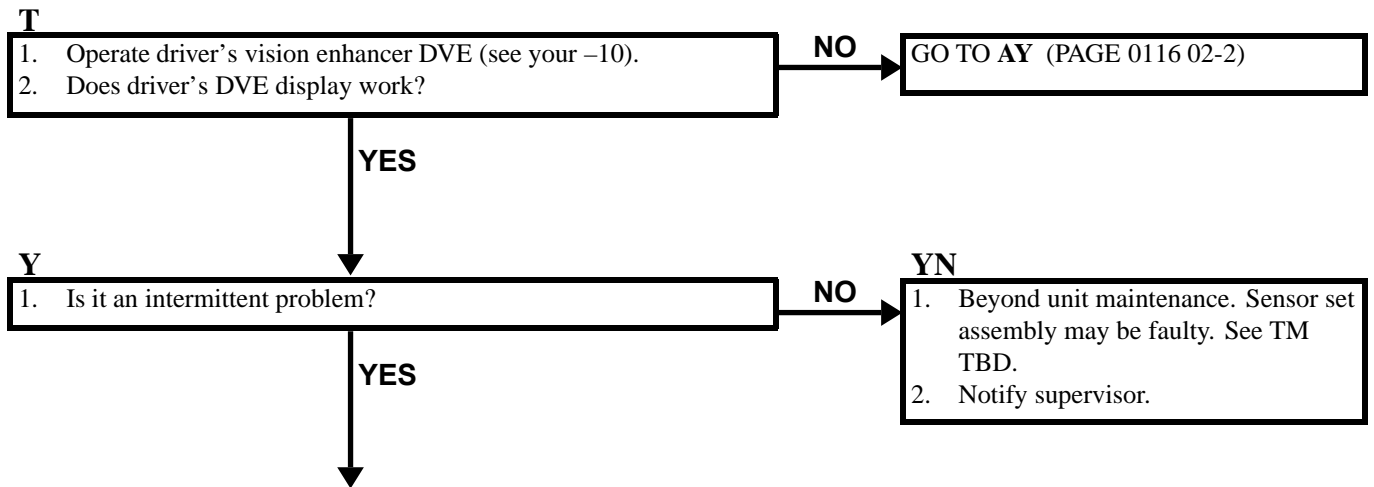 T
1. Operate driver's vision enhancer DVE (see your –10).
2. Does driver's DVE display work?
NO
GO TO AY (PAGE 0116 02-2)
YES
Y
1. Is it an intermittent problem?
NO
YN
1. Beyond unit maintenance. Sensor set
assembly may be faulty. See TM
TBD.
2. Notify supervisor.
YES